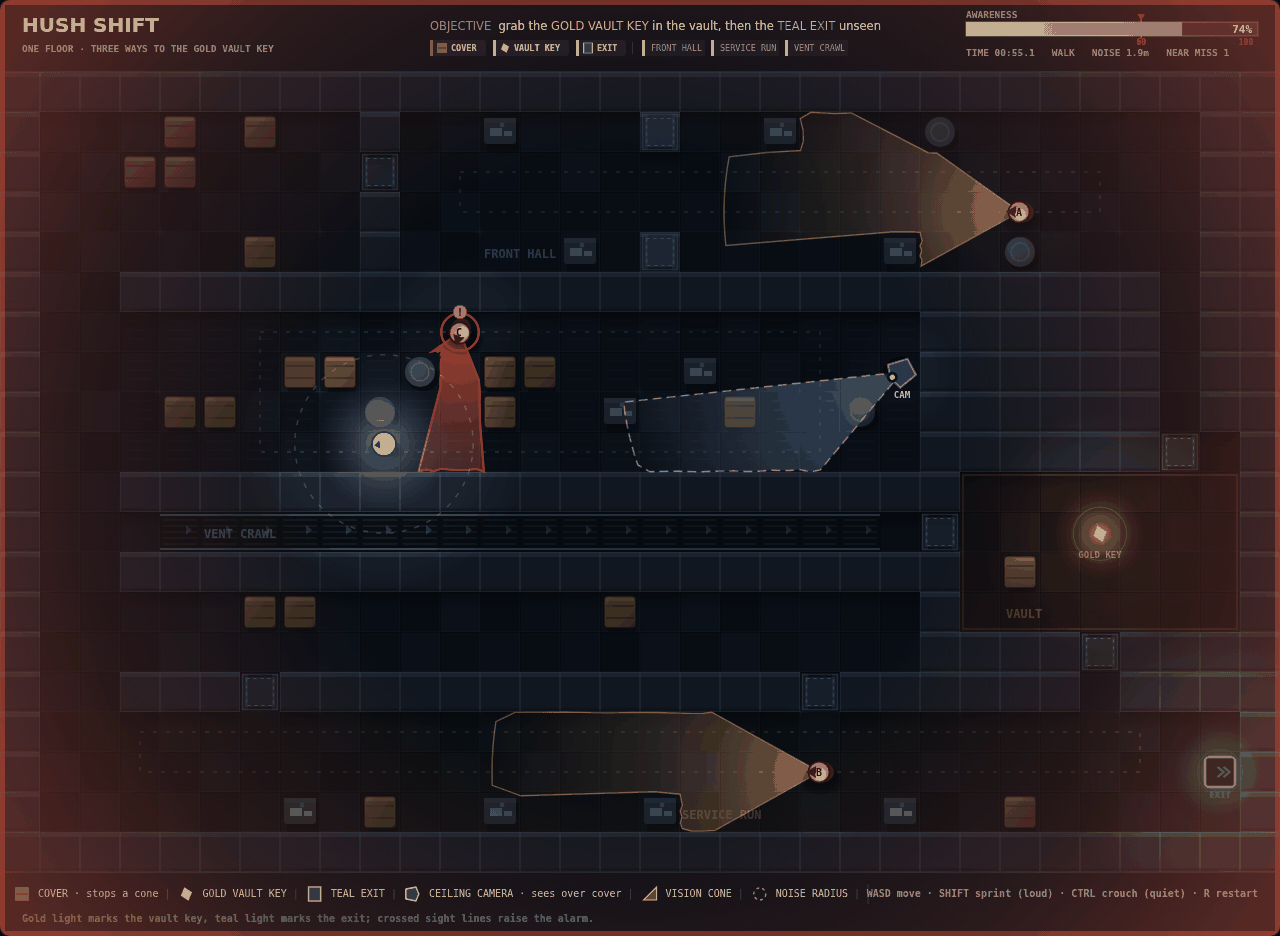 HUSH SHIFT
ONE FLOOR · THREE WAYS TO THE GOLD VAULT KEY
OBJECTIVE grab the GOLD VAULT KEY in the vault, then the TEAL EXIT unseen
COVER VAULT KEY EXIT FRONT HALL SERVICE RUN VENT CRAWL
AWARENESS
74%
60 100
TIME 00:55.1 WALK NOISE 1.9m NEAR MISS 1
A
FRONT HALL
!
C
CAM
VENT CRAWL
GOLD KEY
VAULT
B
EXIT
SERVICE RUN
COVER · stops a cone GOLD VAULT KEY TEAL EXIT CEILING CAMERA · sees over cover VISION CONE NOISE RADIUS WASD move · SHIFT sprint (loud) · CTRL crouch (quiet) · R restart
Gold light marks the vault key, teal light marks the exit; crossed sight lines raise the alarm.